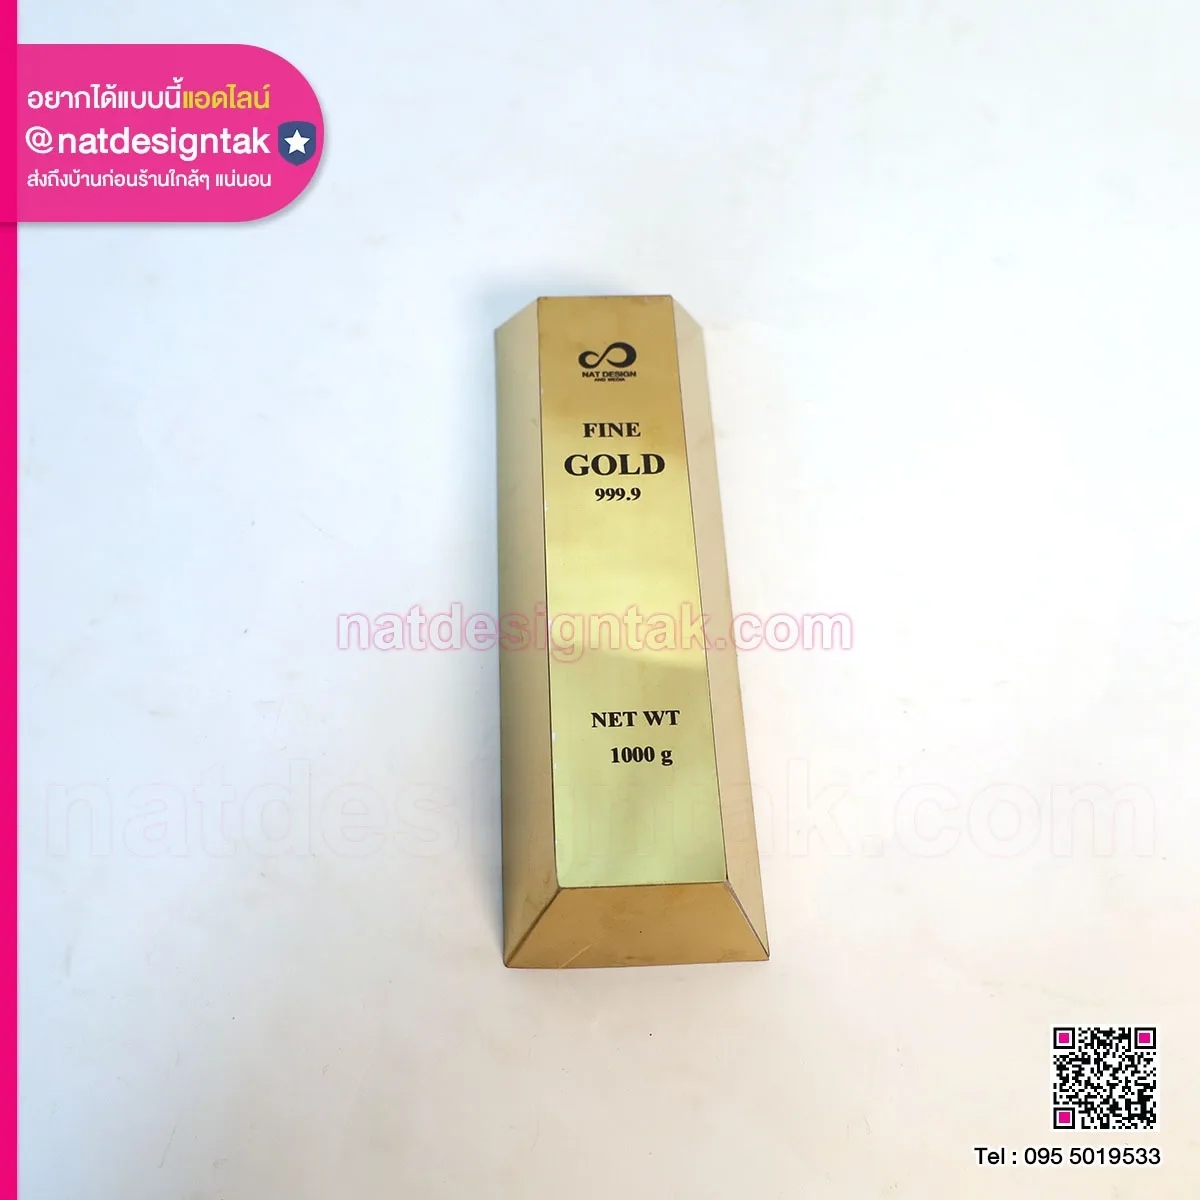 อยากได้แบบนี้แอดไลน์
@natdesigntak
ส่งถึงบ้านก่อนร้านใกล้ๆ แน่นอน
NAT DESIGN
AND MEDIA
FINE
GOLD
999.9
natdesigntak.com
NET WT
1000 g
natdesigntak.com
Tel : 095 5019533